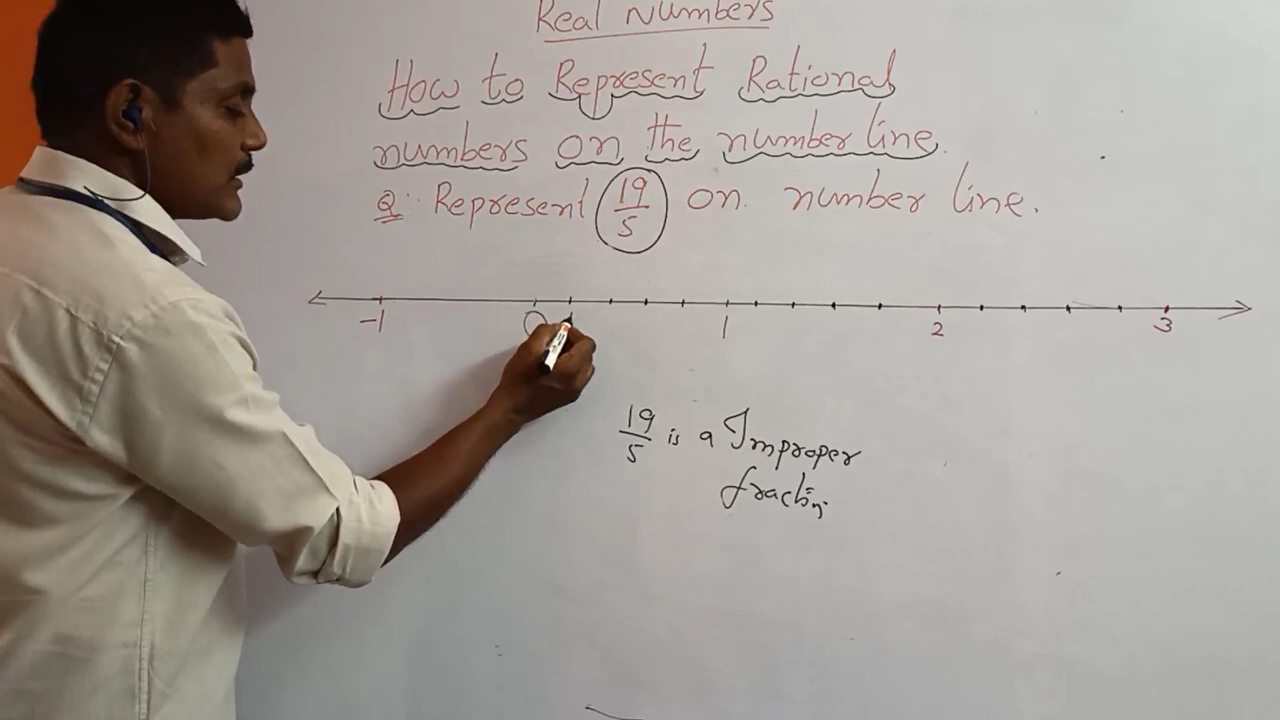 Real Numbers
How to Represent Rational
numbers on the number line.
Q: Represent 19/5 on number line.
-1 0 1 2 3
19/5 is a Improper
fraction.